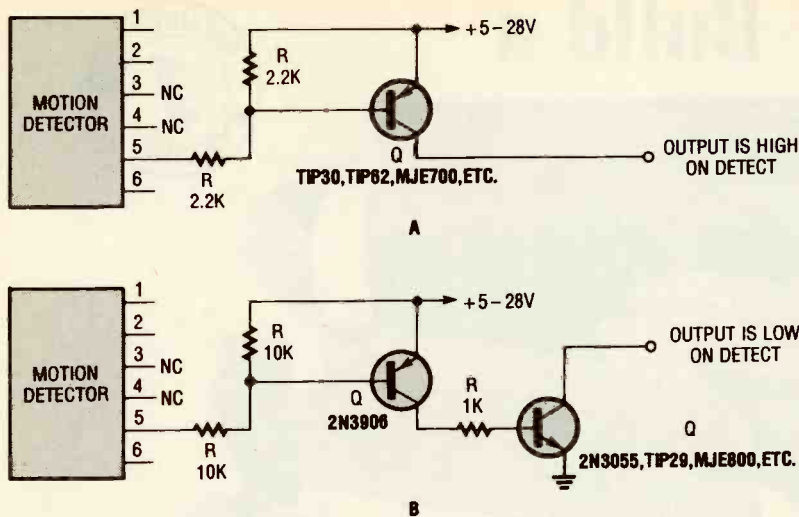 1
2
3 NC
4 NC
5
6
MOTION
DETECTOR
R
2.2K
R
2.2K
+5-28V
Q
TIP30,TIP62,MJE700,ETC.
OUTPUT IS HIGH
ON DETECT
A
1
2
3 NC
4 NC
5
6
MOTION
DETECTOR
R
10K
R
10K
+5-28V
Q
2N3906
R
1K
OUTPUT IS LOW
ON DETECT
Q
2N3055,TIP29,MJE800,ETC.
B